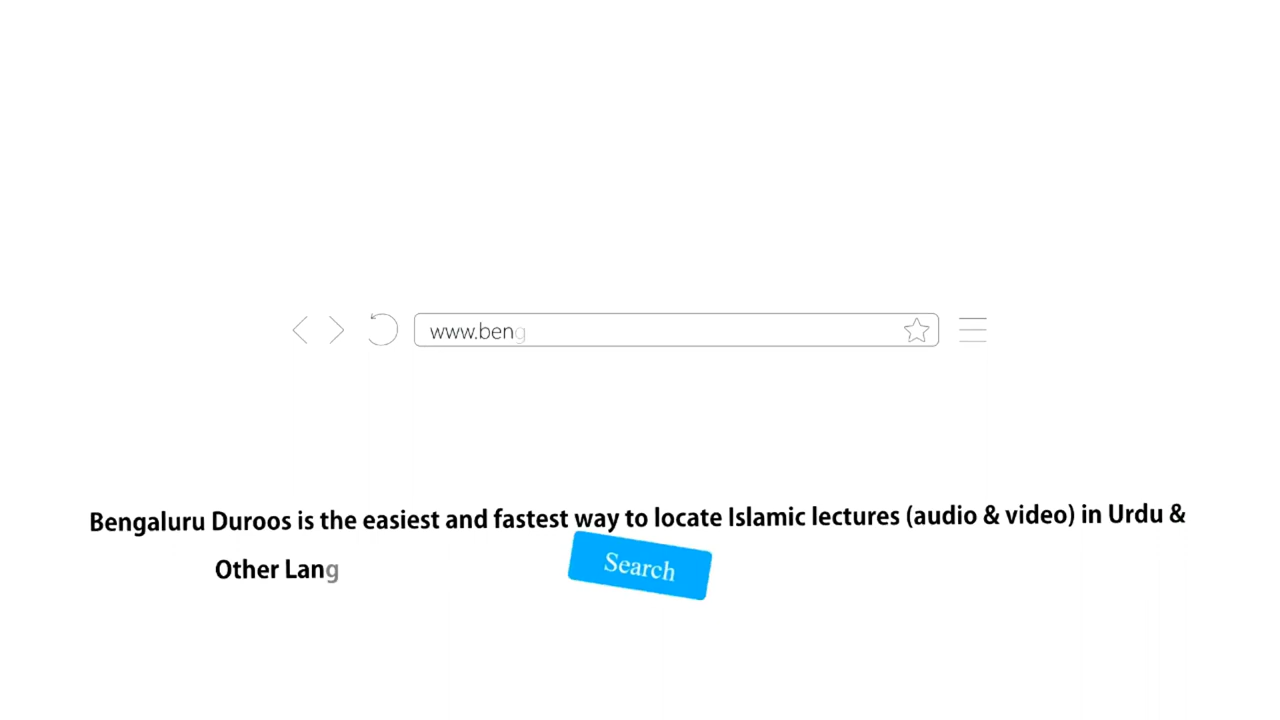 www.beng
Bengaluru Duroos is the easiest and fastest way to locate Islamic lectures (audio & video) in Urdu &
Other Lang
Search